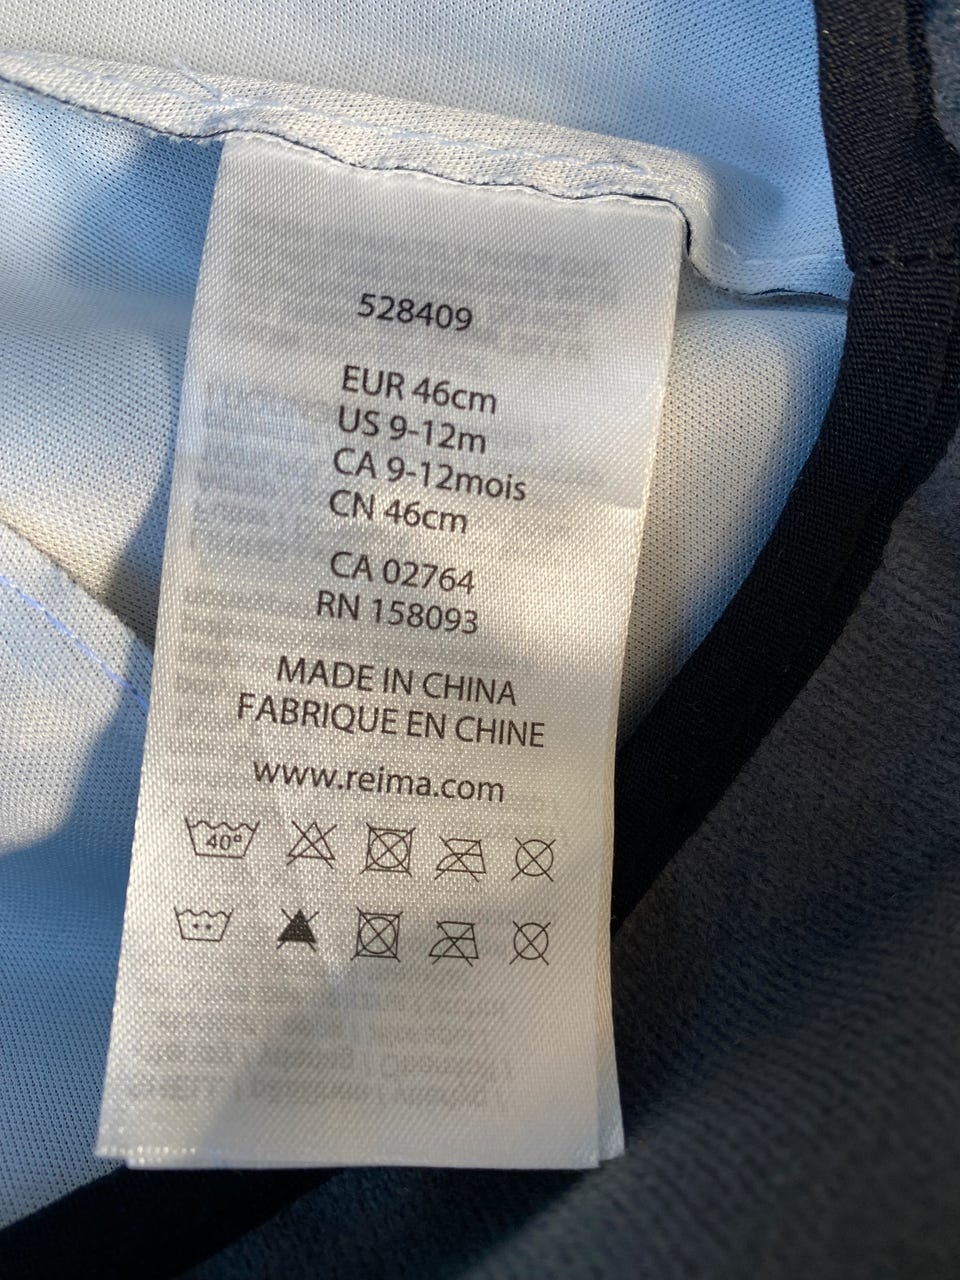 528409
EUR 46cm
US 9-12m
CA 9-12mois
CN 46cm
CA 02764
RN 158093
MADE IN CHINA
FABRIQUE EN CHINE
www.reima.com
40°